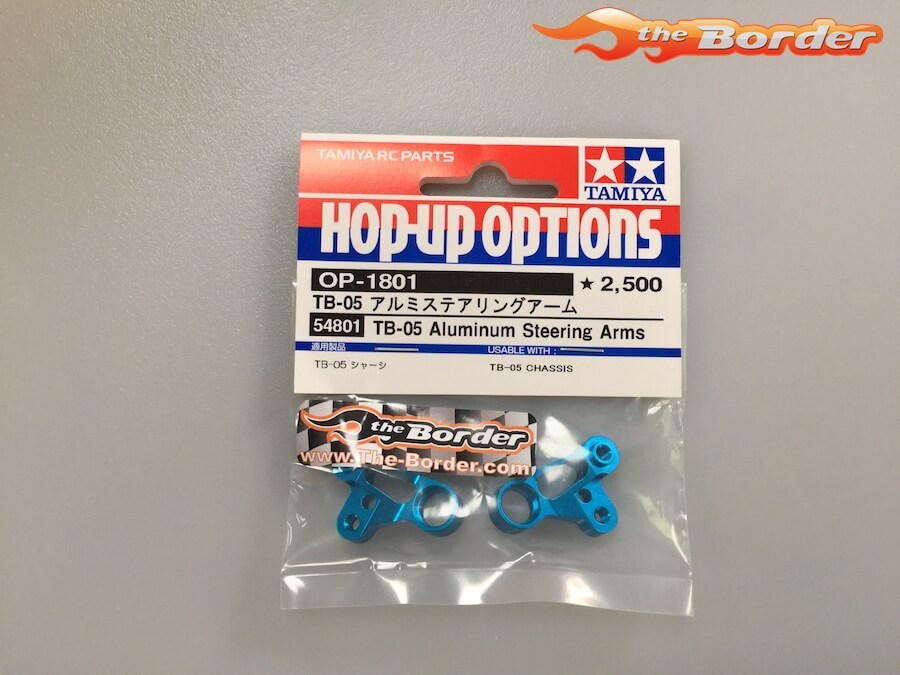 the Border
TAMIYA RC PARTS
TAMIYA
HOP-UP OPTIONS
OP-1801
★ 2,500
TB-05 アルミステアリングアーム
54801 TB-05 Aluminum Steering Arms
適用製品
USABLE WITH :
TB-05 シャーシ
TB-05 CHASSIS
the Border
www.The-Border.com